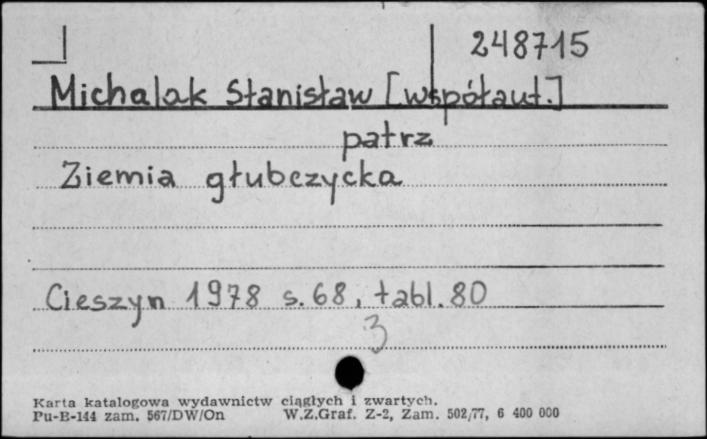 248715
Michalak Stanisław [współaut.]
patrz
Ziemia głubczycka
Cieszyn 1978 s. 68, tabl. 80
3
Karta katalogowa wydawnictw ciągłych i zwartych.
Pu-B-144 zam. 567/DW/On W.Z.Graf. Z-2, Zam. 502/77, 6 400 000